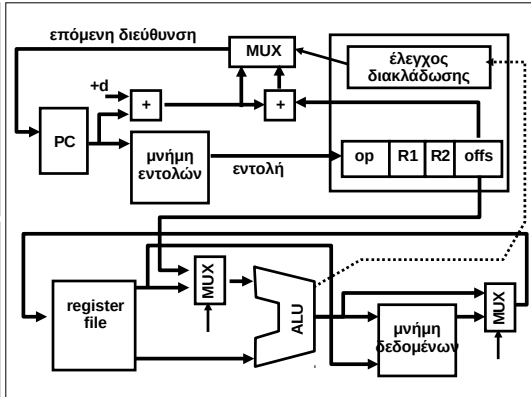 επόμενη διεύθυνση
MUX
έλεγχος
διακλάδωσης
+d
+
+
PC
μνήμη
εντολών
εντολή
op R1 R2 offs
register
file
MUX
ALU
μνήμη
δεδομένων
MUX